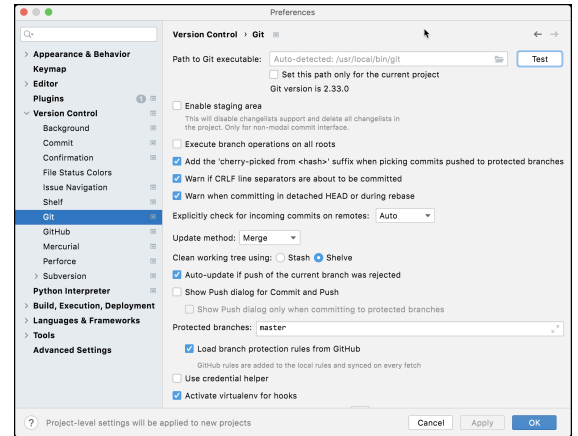 Preferences
Version Control › Git
Appearance & Behavior
Keymap
Editor
Plugins 1
Version Control
Background
Commit
Confirmation
File Status Colors
Issue Navigation
Shelf
Git
GitHub
Mercurial
Perforce
Subversion
Python Interpreter
Build, Execution, Deployment
Languages & Frameworks
Tools
Advanced Settings
Path to Git executable: Auto-detected: /usr/local/bin/git Test
Set this path only for the current project
Git version is 2.33.0
Enable staging area
This will disable changelists support and delete all changelists in
the project. Only for non-modal commit interface.
Execute branch operations on all roots
Add the 'cherry-picked from <hash>' suffix when picking commits pushed to protected branches
Warn if CRLF line separators are about to be committed
Warn when committing in detached HEAD or during rebase
Explicitly check for incoming commits on remotes: Auto
Update method: Merge
Clean working tree using: Stash Shelve
Auto-update if push of the current branch was rejected
Show Push dialog for Commit and Push
Show Push dialog only when committing to protected branches
Protected branches: master
Load branch protection rules from GitHub
GitHub rules are added to the local rules and synced on every fetch
Use credential helper
Activate virtualenv for hooks
? Project-level settings will be applied to new projects
Cancel Apply OK